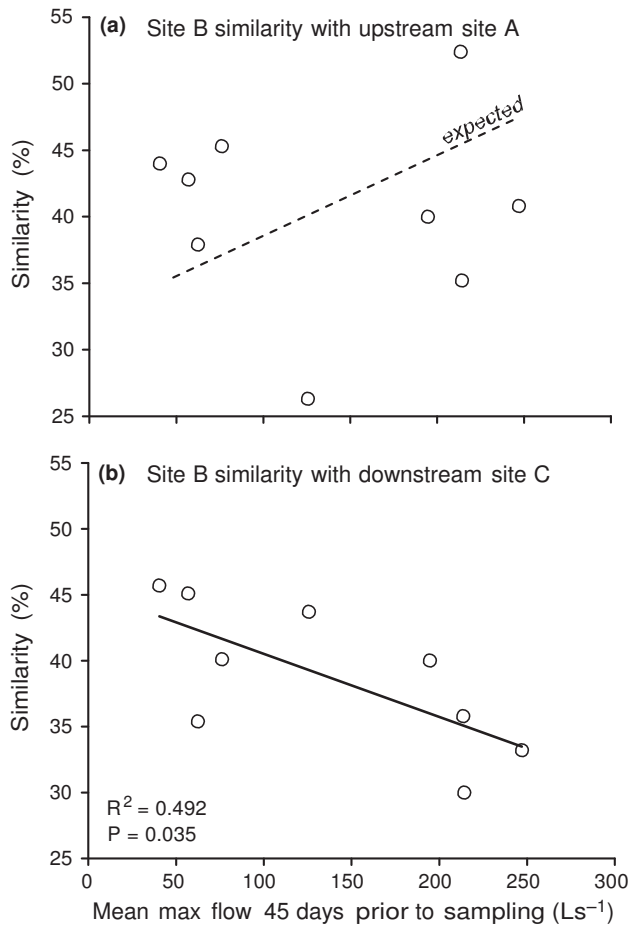 (a) Site B similarity with upstream site A
55
50
45
40
35
30
25
Similarity (%)
expected
(b) Site B similarity with downstream site C
55
50
45
40
35
30
25
Similarity (%)
R² = 0.492
P = 0.035
0 50 100 150 200 250 300
Mean max flow 45 days prior to sampling (Ls⁻¹)